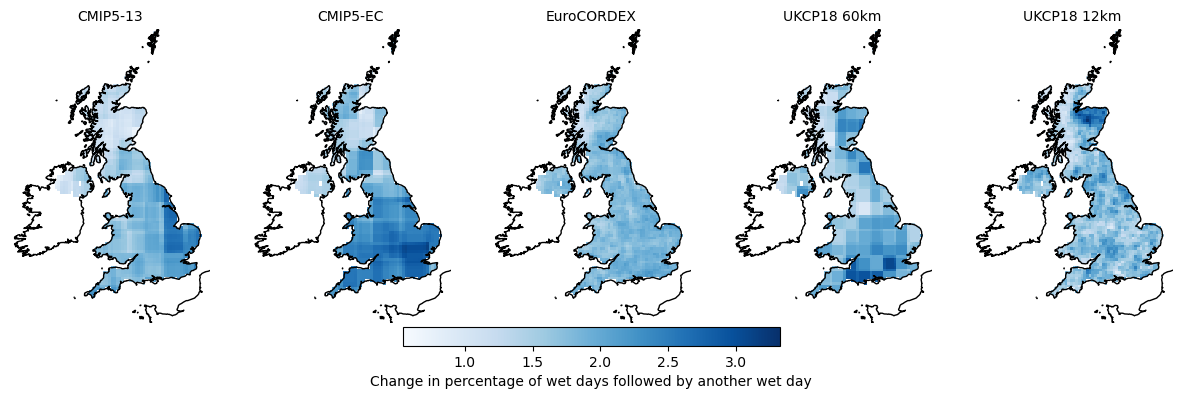 CMIP5-13
CMIP5-EC
EuroCORDEX
UKCP18 60km
UKCP18 12km
1.0
1.5
2.0
2.5
3.0
Change in percentage of wet days followed by another wet day